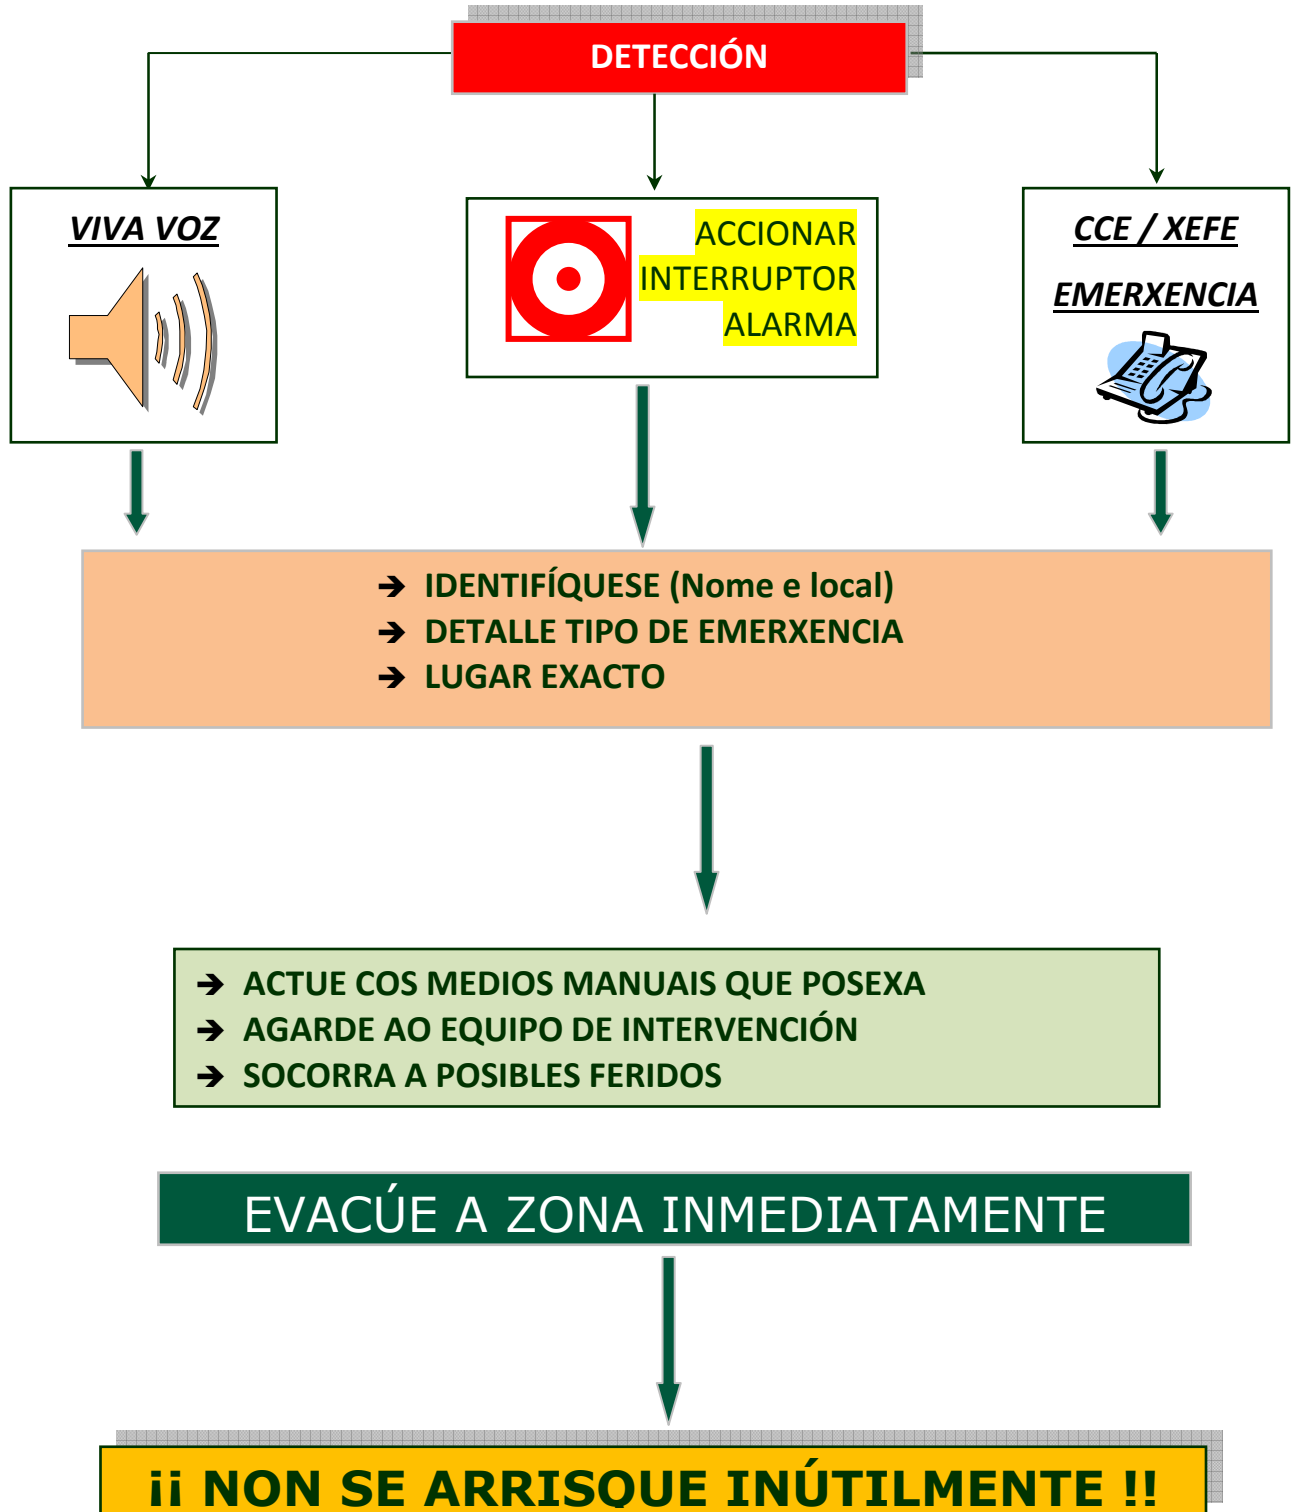 DETECCIÓN
VIVA VOZ
ACCIONAR
INTERRUPTOR
ALARMA
CCE / XEFE
EMERXENCIA
➔ IDENTIFÍQUESE (Nome e local)
➔ DETALLE TIPO DE EMERXENCIA
➔ LUGAR EXACTO
➔ ACTUE COS MEDIOS MANUAIS QUE POSEXA
➔ AGARDE AO EQUIPO DE INTERVENCIÓN
➔ SOCORRA A POSIBLES FERIDOS
EVACÚE A ZONA INMEDIATAMENTE
¡¡ NON SE ARRISQUE INÚTILMENTE !!